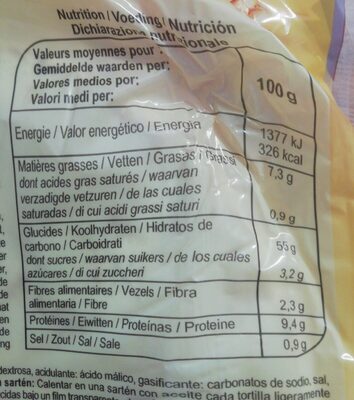 Nutrition / Voeding / Nutrición
Dichiarazione nutrizionale
Valeurs moyennes pour :
Gemiddelde waarden per:
Valores medios por:
Valori medi per:
100 g
Energie / Valor energético / Energia
1377 kJ
326 kcal
Matières grasses / Vetten / Grasas / Grassi
7,3 g
dont acides gras saturés / waarvan
verzadigde vetzuren / de las cuales
saturadas / di cui acidi grassi saturi
0,9 g
Glucides / Koolhydraten / Hidratos de
carbono / Carboidrati
55 g
dont sucres / waarvan suikers / de los cuales
azúcares / di cui zuccheri
3,2 g
Fibres alimentaires / Vezels / Fibra
alimentaria / Fibre
2,3 g
Protéines / Eiwitten / Proteínas / Proteine
9,4 g
Sel / Zout / Sal / Sale
0,9 g
dextrosa, acidulante: ácido málico, gasificante: carbonatos de sodio, sal,
sartén: Calentar en una sartén con aceite cada tortilla ligeramente
bajo un film